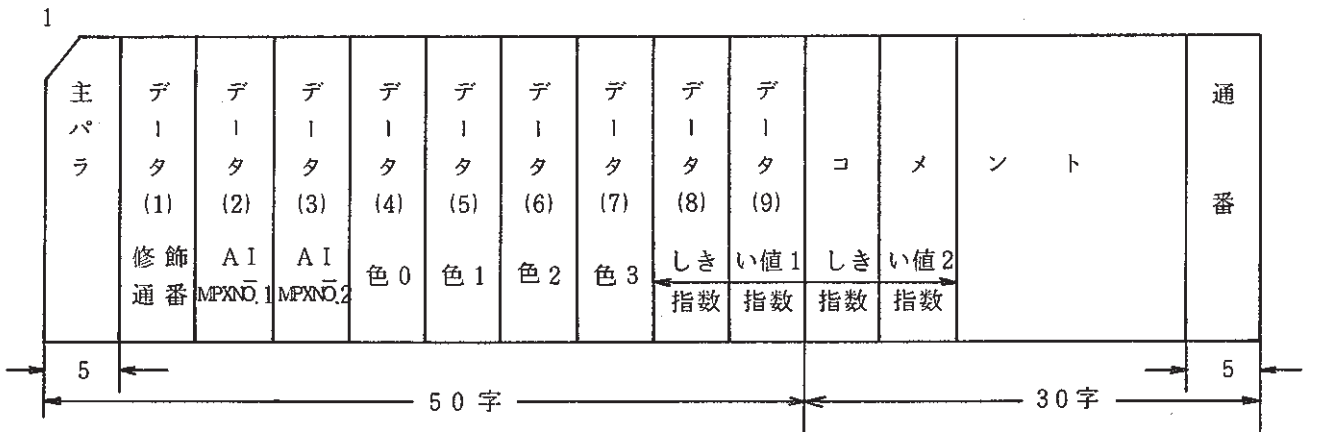 1
主パラ
データ(1)
データ(2)
データ(3)
データ(4)
データ(5)
データ(6)
データ(7)
データ(8)
データ(9)
コメント
通番
修飾通番
AI MPXNO.1
AI MPXNO.2
色0
色1
色2
色3
しきい値1
しきい値2
指数
指数
指数
指数
5
5
50字
30字